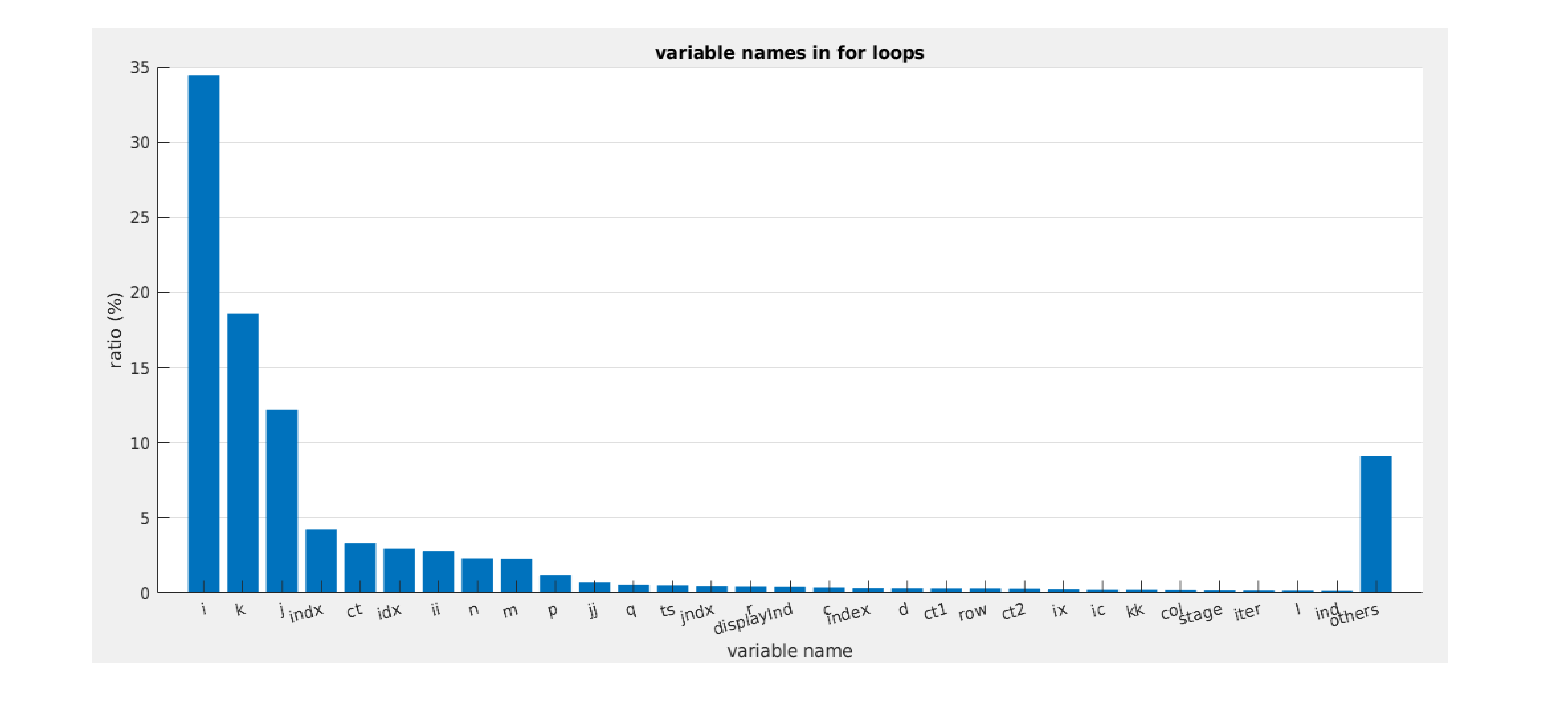 variable names in for loops
35
30
25
20
15
10
5
0
ratio (%)
i k j indx ct idx ii n m p jj q ts jndx r displayInd c index d ct1 row ct2 ix ic kk col stage iter l ind others
variable name